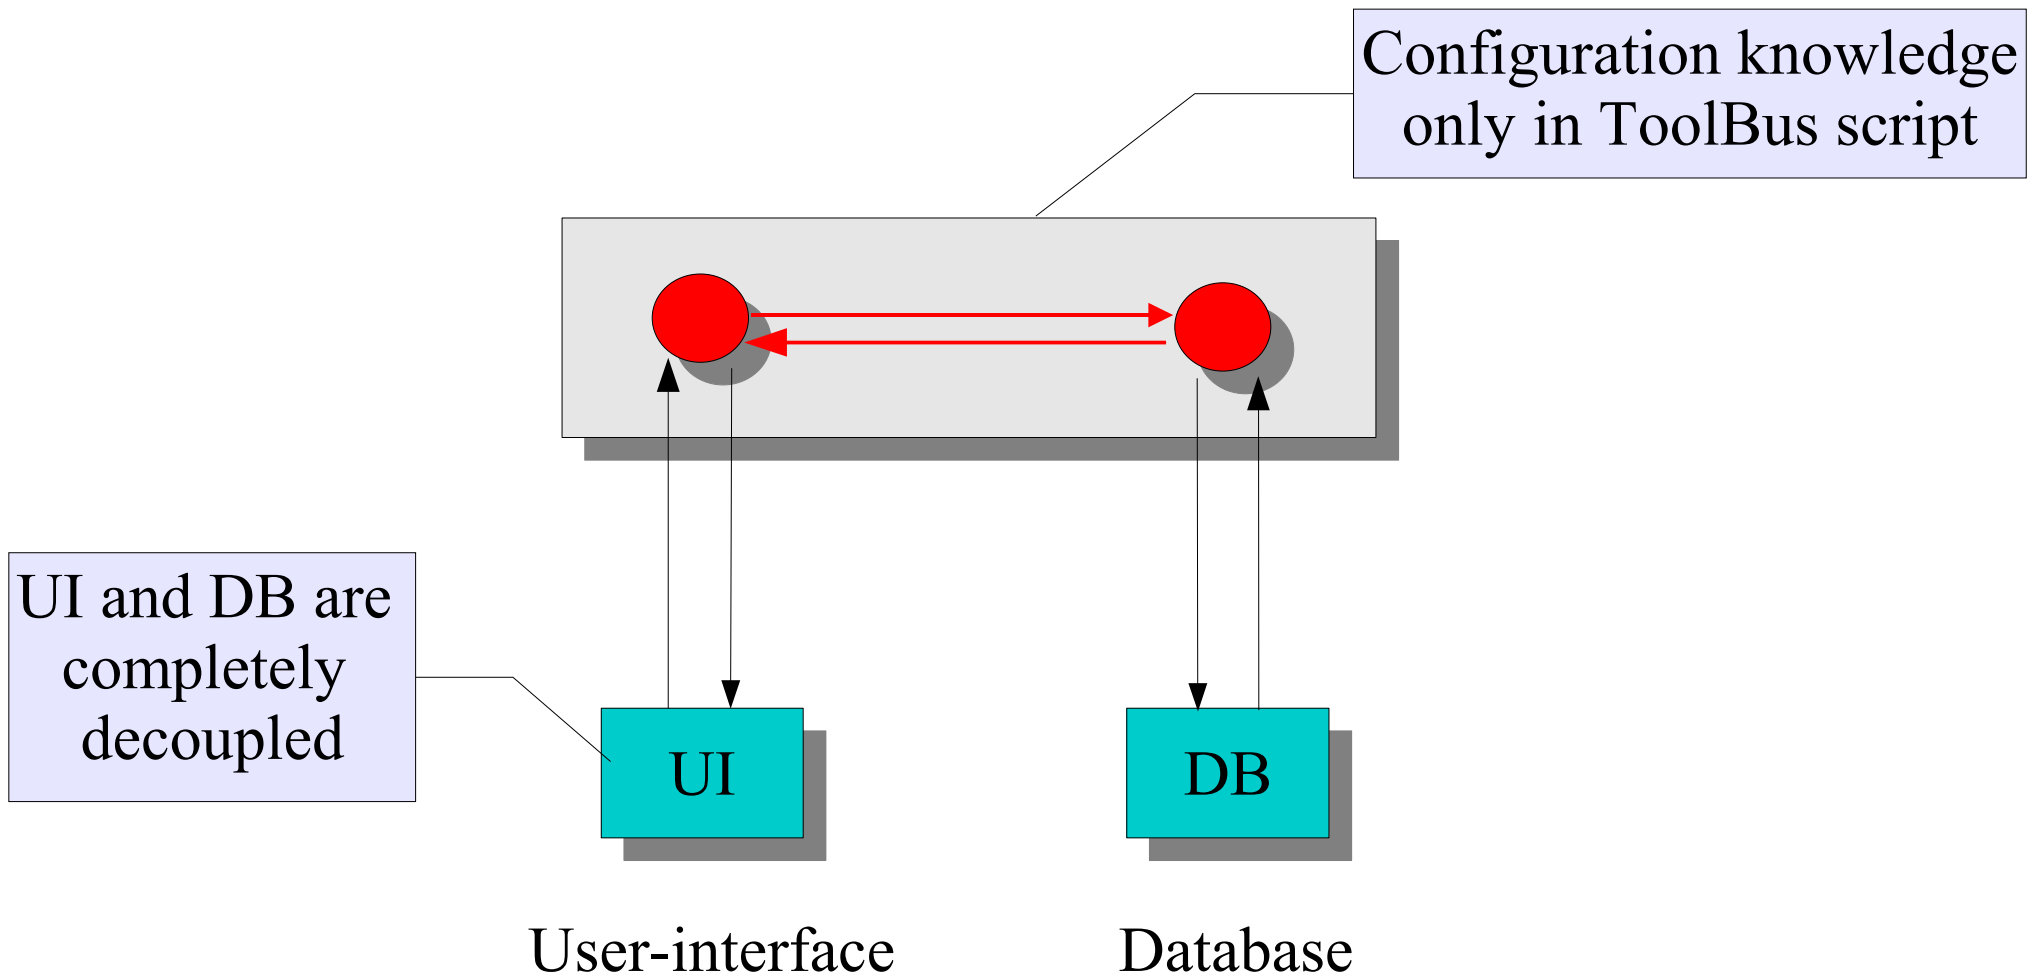 Configuration knowledge
only in ToolBus script
UI and DB are
completely
decoupled
UI
DB
User-interface
Database